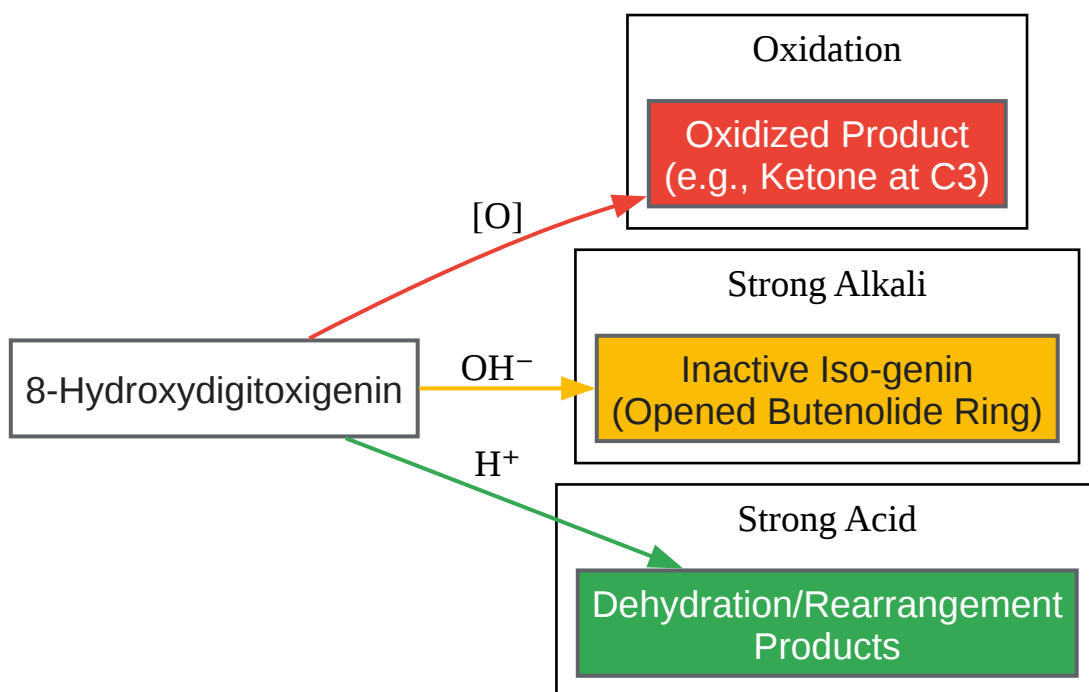 Oxidation
Oxidized Product
(e.g., Ketone at C3)
[O]
Strong Alkali
8-Hydroxydigitoxigenin
OH⁻
Inactive Iso-genin
(Opened Butenolide Ring)
H⁺
Strong Acid
Dehydration/Rearrangement
Products